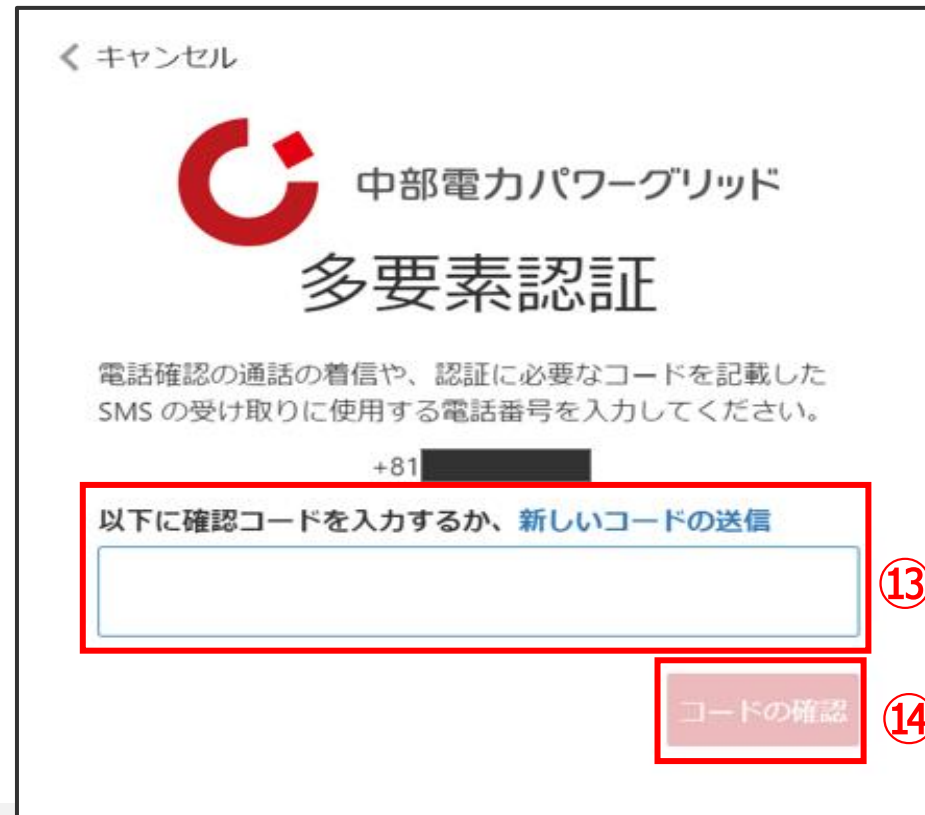 キャンセル
中部電力パワーグリッド
多要素認証
電話確認の通話の着信や、認証に必要なコードを記載した
SMS の受け取りに使用する電話番号を入力してください。
+81
以下に確認コードを入力するか、新しいコードの送信
⑬
コードの確認
⑭